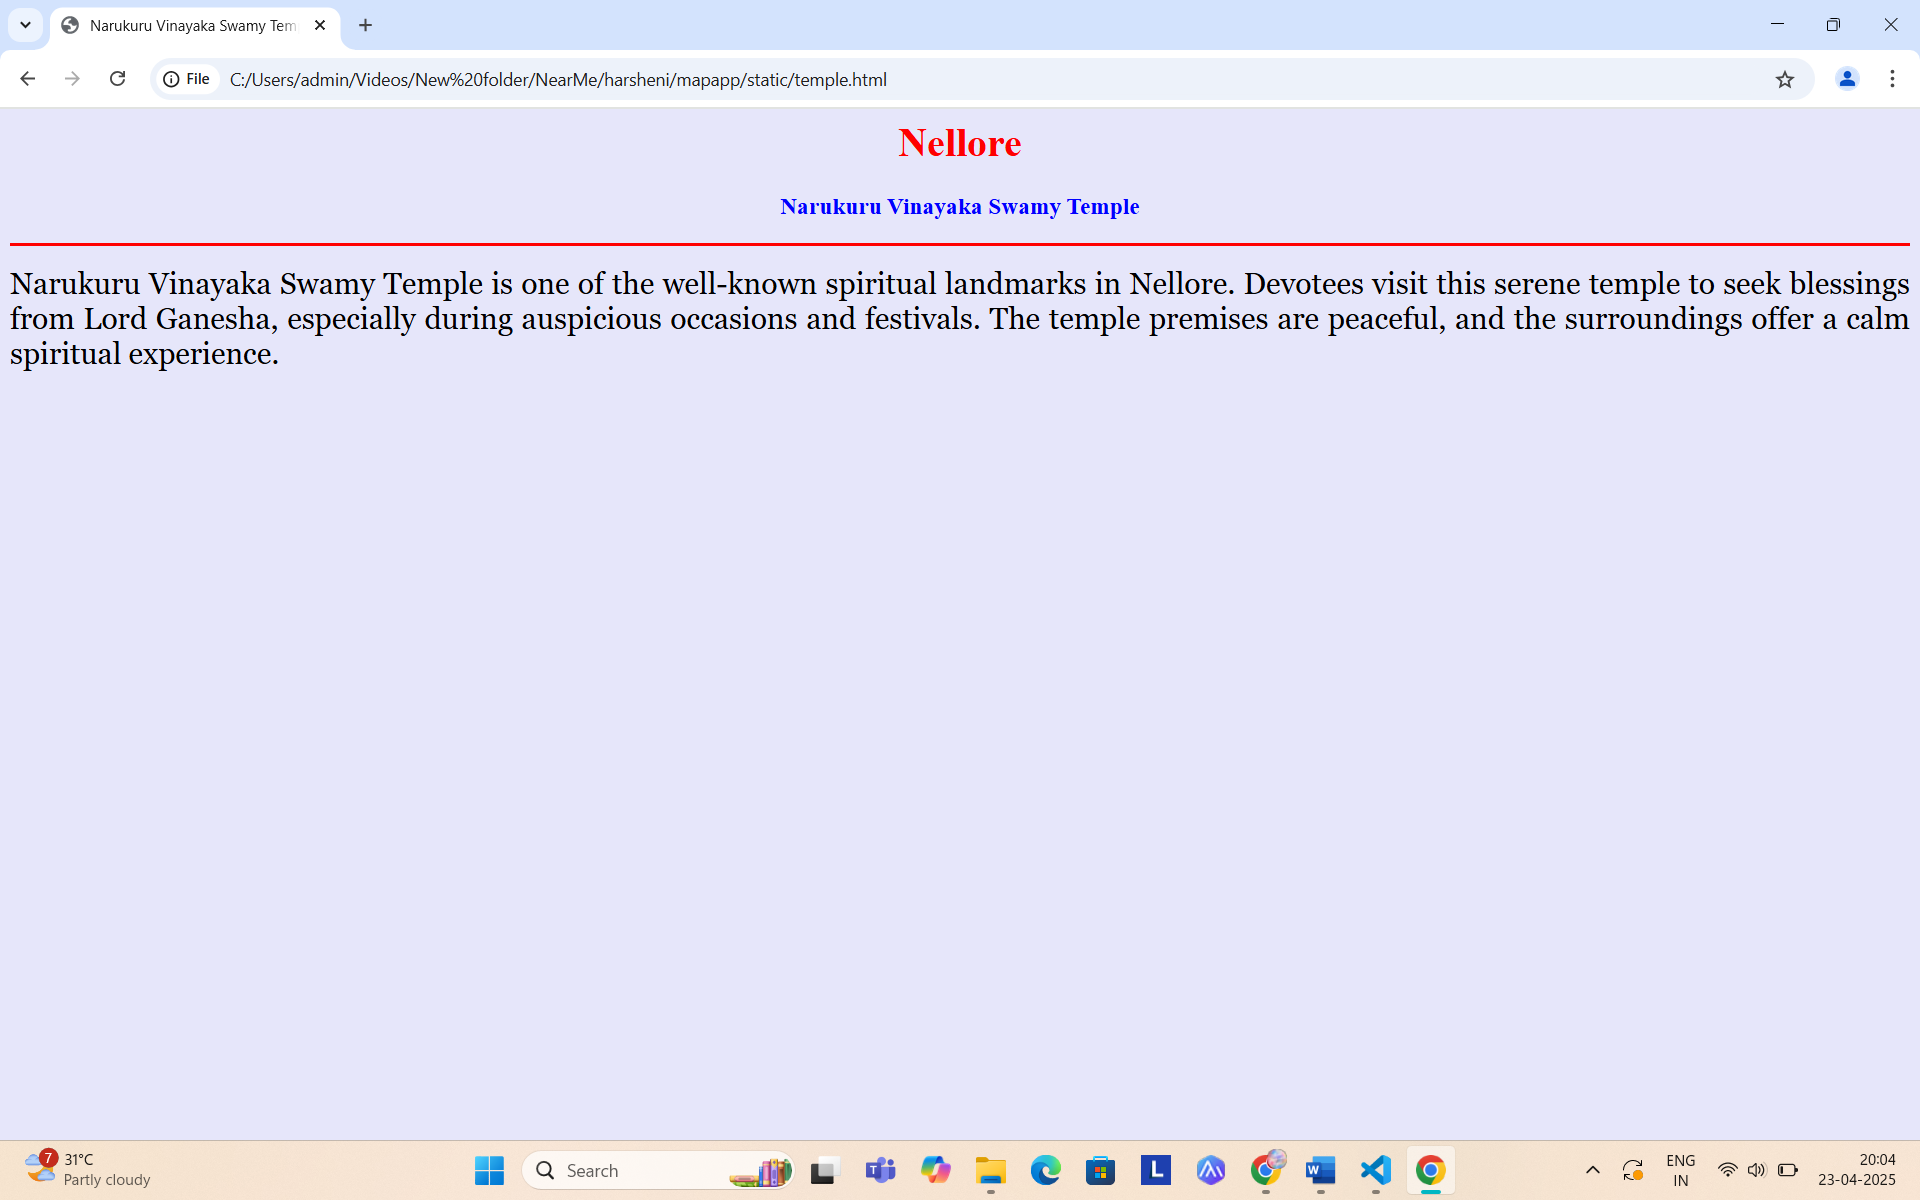 Narukuru Vinayaka Swamy Tem
File
C:/Users/admin/Videos/New%20folder/NearMe/harsheni/mapapp/static/temple.html
Nellore
Narukuru Vinayaka Swamy Temple
Narukuru Vinayaka Swamy Temple is one of the well-known spiritual landmarks in Nellore. Devotees visit this serene temple to seek blessings
from Lord Ganesha, especially during auspicious occasions and festivals. The temple premises are peaceful, and the surroundings offer a calm
spiritual experience.
7
31°C
Partly cloudy
Search
T
L
W
ENG
IN
20:04
23-04-2025